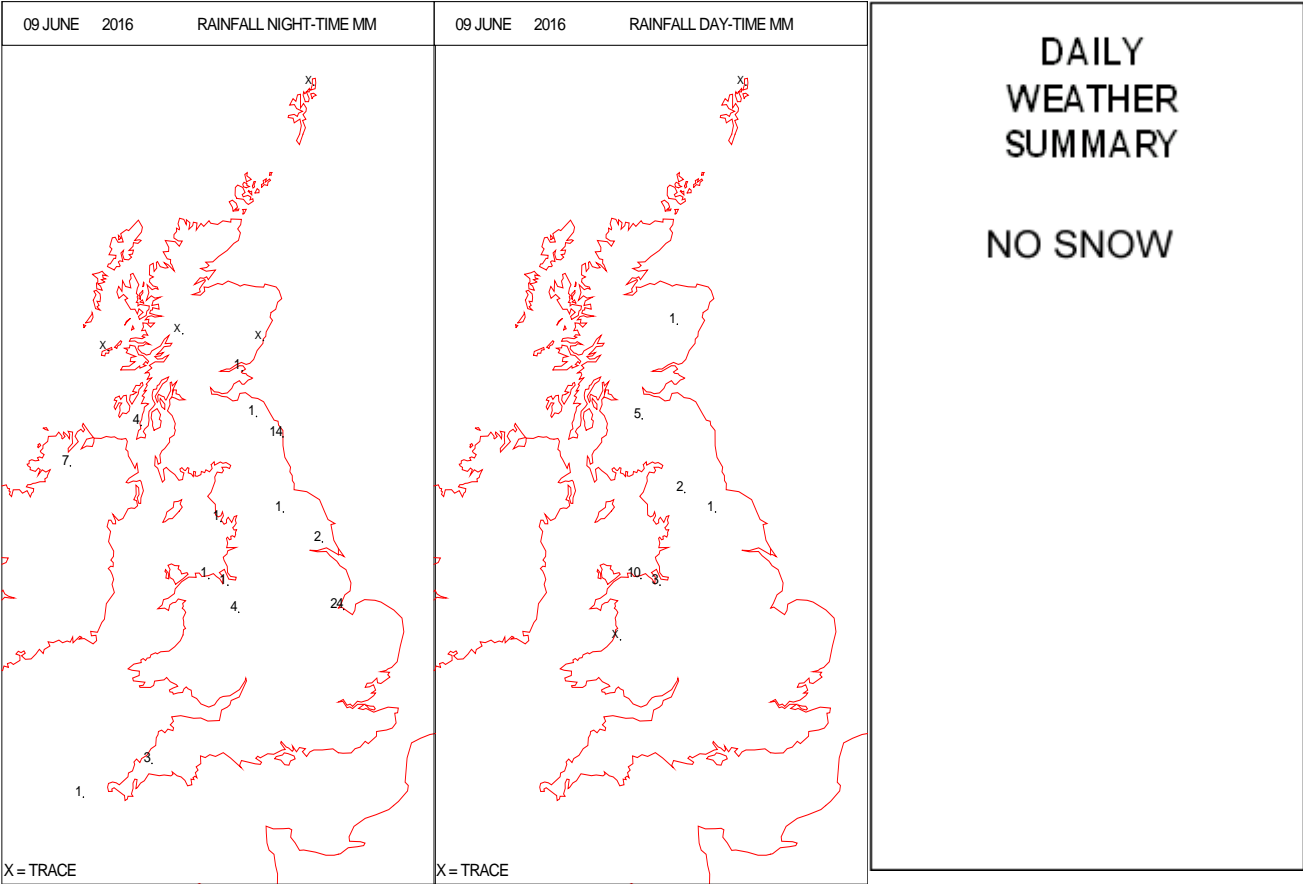 09 JUNE 2016 RAINFALL NIGHT-TIME MM
X
X.
X.
X.
1.
1.
4.
14.
7.
1.
1.
2.
1.
1.
4.
24.
3.
1.
X = TRACE
09 JUNE 2016 RAINFALL DAY-TIME MM
X
1.
5.
2.
1.
10.
3.
X.
X = TRACE
DAILY
WEATHER
SUMMARY
NO SNOW